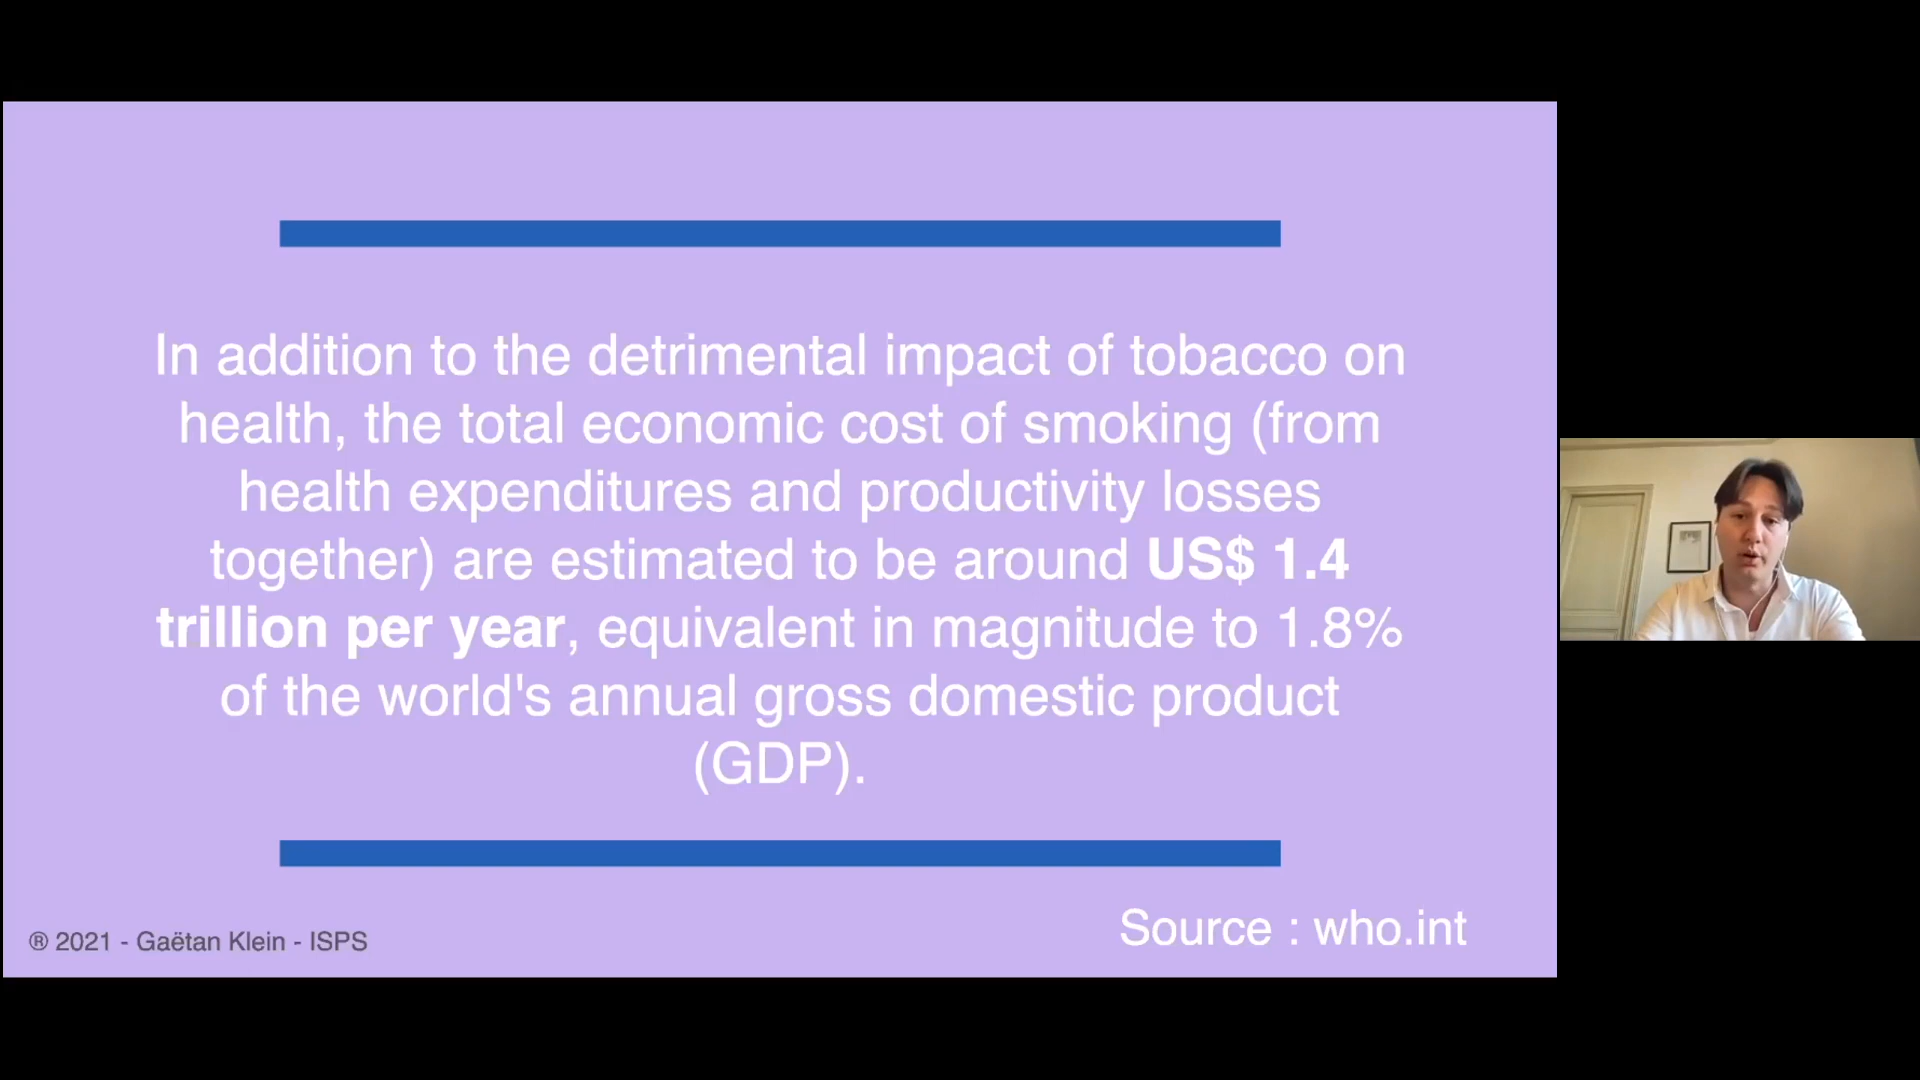 In addition to the detrimental impact of tobacco on
health, the total economic cost of smoking (from
health expenditures and productivity losses
together) are estimated to be around US$ 1.4
trillion per year, equivalent in magnitude to 1.8%
of the world's annual gross domestic product
(GDP).
Source : who.int
® 2021 - Gaëtan Klein - ISPS